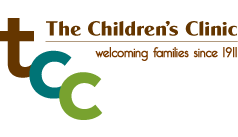 The Children's Clinic
welcoming families since 1911
tcc